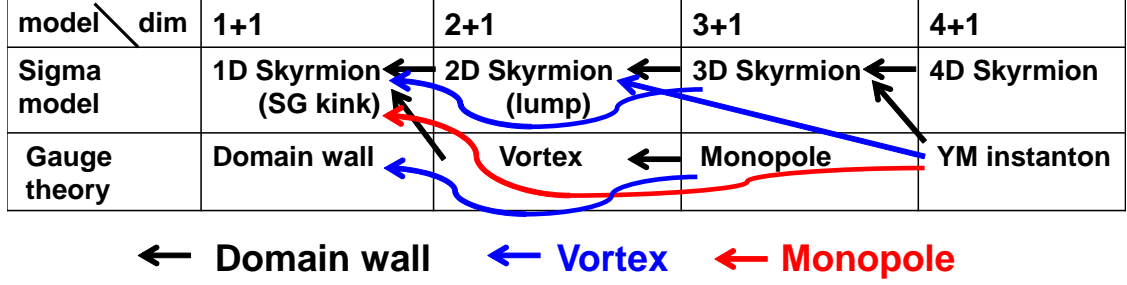 model dim 1+1 2+1 3+1 4+1
Sigma model 1D Skyrmion (SG kink) 2D Skyrmion (lump) 3D Skyrmion 4D Skyrmion
Gauge theory Domain wall Vortex Monopole YM instanton
Domain wall Vortex Monopole